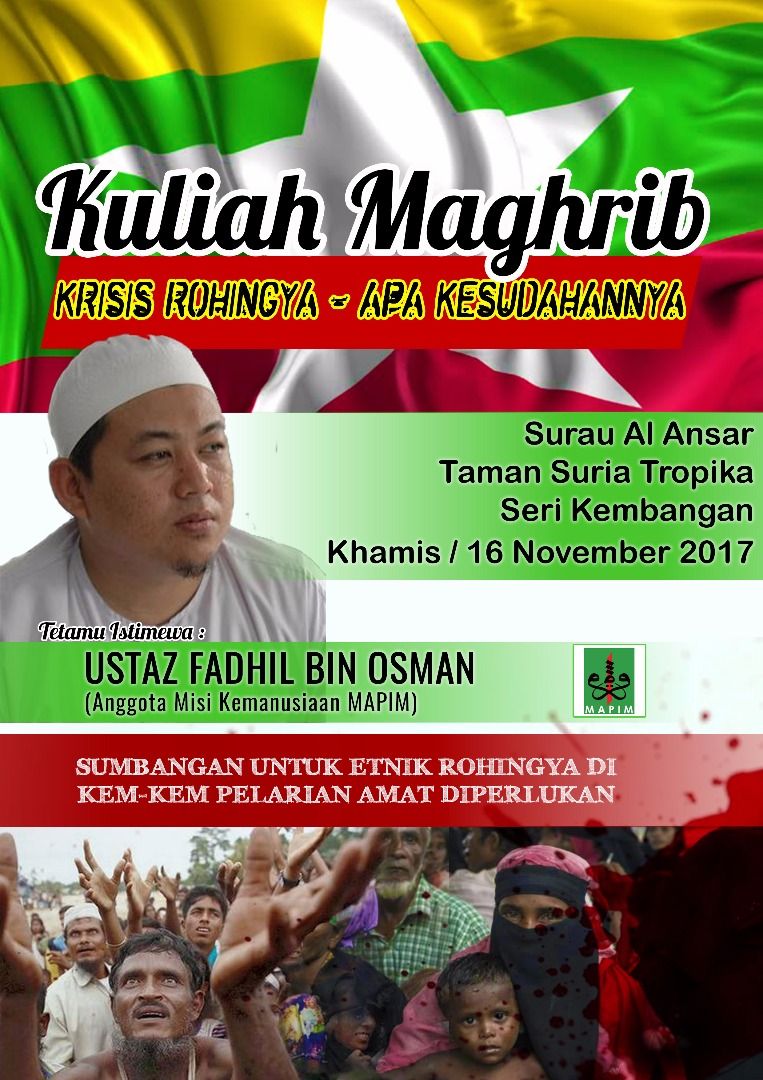 Kuliah Maghrib
KRISIS ROHINGYA - APA KESUDAHANNYA
Surau Al Ansar
Taman Suria Tropika
Seri Kembangan
Khamis / 16 November 2017
Tetamu Istimewa :
USTAZ FADHIL BIN OSMAN
(Anggota Misi Kemanusiaan MAPIM)
MAPIM
SUMBANGAN UNTUK ETNIK ROHINGYA DI
KEM-KEM PELARIAN AMAT DIPERLUKAN